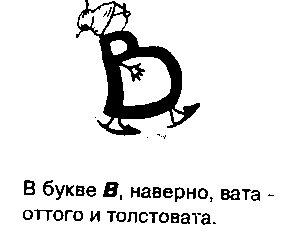 В
В букве В, наверно, вата -
оттого и толстовата.